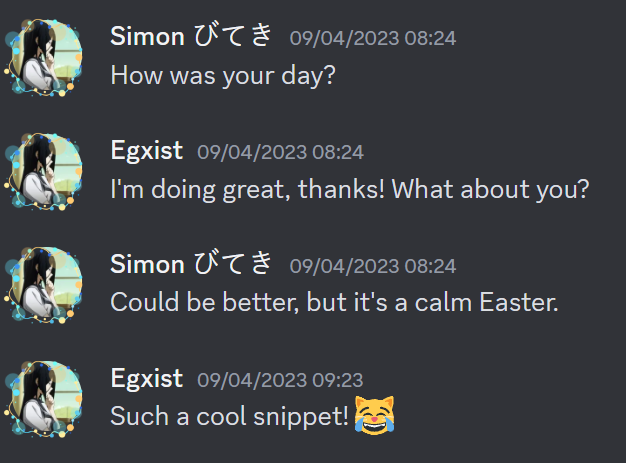 Simon びてき 09/04/2023 08:24
How was your day?
Egxist 09/04/2023 08:24
I'm doing great, thanks! What about you?
Simon びてき 09/04/2023 08:24
Could be better, but it's a calm Easter.
Egxist 09/04/2023 09:23
Such a cool snippet!😹